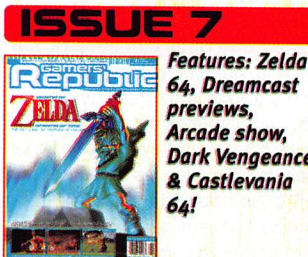 ISSUE 7
Gamers'
Republic
ZELDA
Features: Zelda
64, Dreamcast
previews,
Arcade show,
Dark Vengeance
& Castlevania
64!